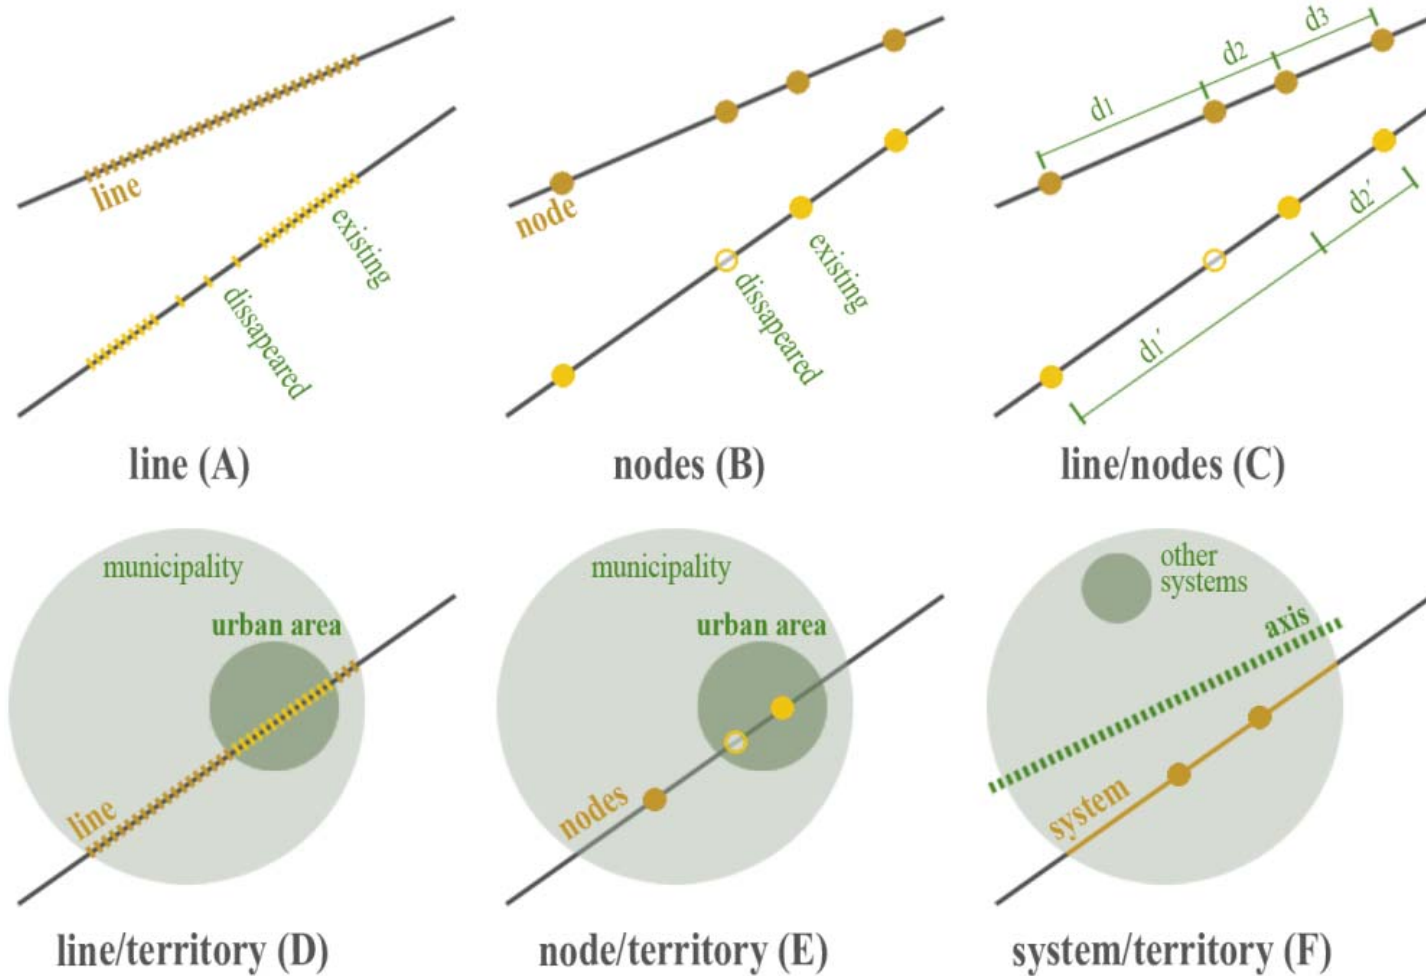 line
existing
dissapeared
line (A)
node
existing
dissapeared
nodes (B)
d1
d2
d3
d1′
d2′
line/nodes (C)
municipality
urban area
line
line/territory (D)
municipality
urban area
nodes
node/territory (E)
other
systems
axis
system
system/territory (F)